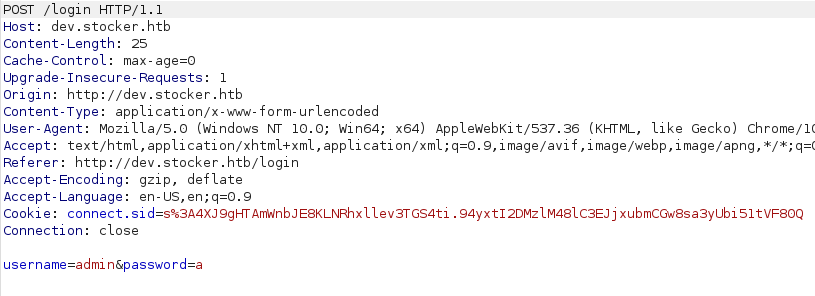 POST /login HTTP/1.1
Host: dev.stocker.htb
Content-Length: 25
Cache-Control: max-age=0
Upgrade-Insecure-Requests: 1
Origin: http://dev.stocker.htb
Content-Type: application/x-www-form-urlencoded
User-Agent: Mozilla/5.0 (Windows NT 10.0; Win64; x64) AppleWebKit/537.36 (KHTML, like Gecko) Chrome/10
Accept: text/html,application/xhtml+xml,application/xml;q=0.9,image/avif,image/webp,image/apng,*/*;q=0
Referer: http://dev.stocker.htb/login
Accept-Encoding: gzip, deflate
Accept-Language: en-US,en;q=0.9
Cookie: connect.sid=s%3A4XJ9gHTAmWnbJE8KLNRhxllev3TGS4ti.94yxtI2DMzlM48lC3EJjxubmCGw8sa3yUbi51tVF80Q
Connection: close
username=admin&password=a